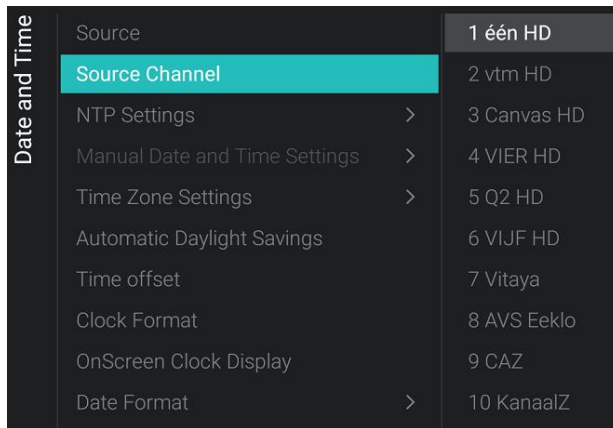 Date and Time
Source
Source Channel
NTP Settings
Manual Date and Time Settings
Time Zone Settings
Automatic Daylight Savings
Time offset
Clock Format
OnScreen Clock Display
Date Format
1 één HD
2 vtm HD
3 Canvas HD
4 VIER HD
5 Q2 HD
6 VIJF HD
7 Vitaya
8 AVS Eeklo
9 CAZ
10 KanaalZ